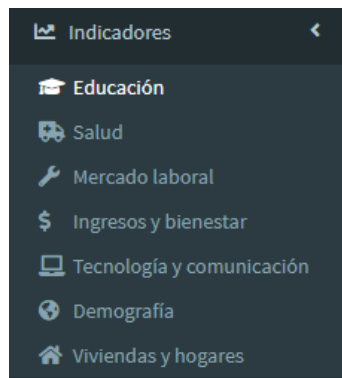 Indicadores
Educación
Salud
Mercado laboral
$ Ingresos y bienestar
Tecnología y comunicación
Demografía
Viviendas y hogares